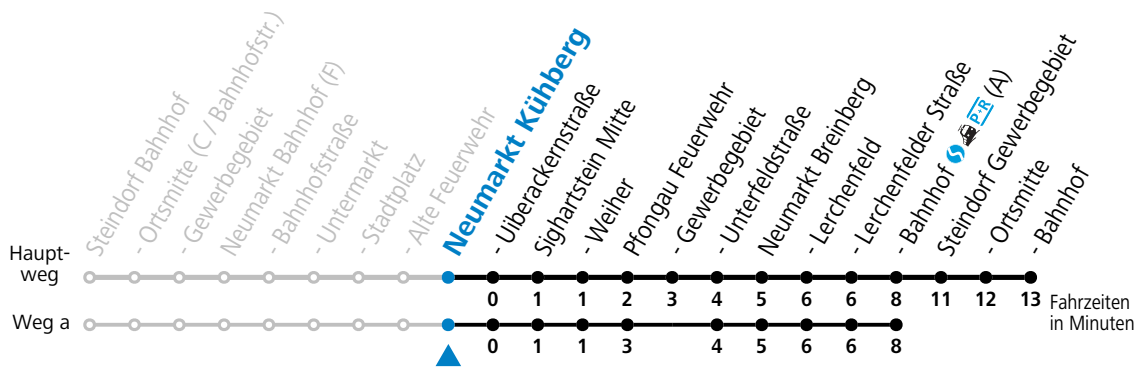 Steindorf Bahnhof
- Ortsmitte (C / Bahnhofstr.)
- Gewerbegebiet
Neumarkt Bahnhof (F)
- Bahnhofstraße
- Untermarkt
- Stadtplatz
- Alte Feuerwehr
Neumarkt Kühberg
- Uiberackernstraße
Sighartstein Mitte
- Weiher
Pfongau Feuerwehr
- Gewerbegebiet
- Unterfeldstraße
Neumarkt Breinberg
- Lerchenfeld
- Lerchenfelder Straße
- Bahnhof S P+R (A)
Steindorf Gewerbegebiet
- Ortsmitte
- Bahnhof
Haupt-
weg
0 1 1 2 3 4 5 6 6 8 11 12 13
Fahrzeiten
in Minuten
Weg a
0 1 1 3 4 5 6 6 8